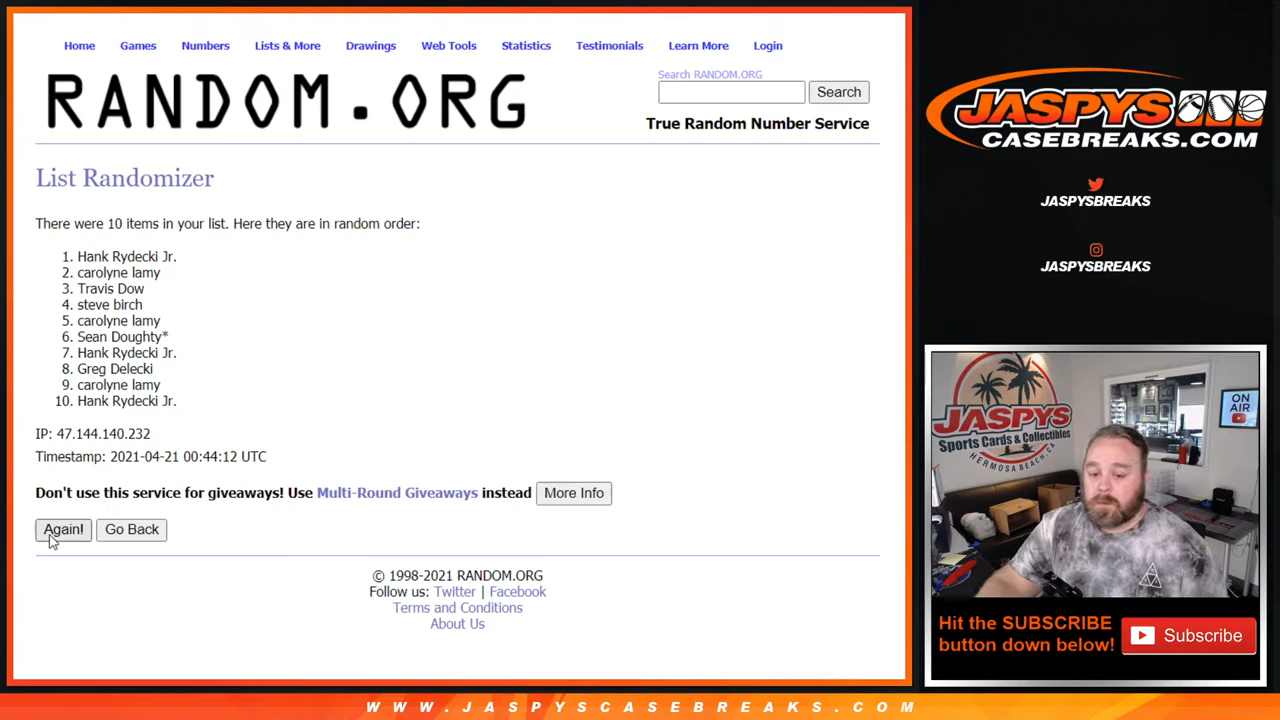 Home Games Numbers Lists & More Drawings Web Tools Statistics Testimonials Learn More Login
RANDOM.ORG
Search RANDOM.ORG
Search
True Random Number Service
List Randomizer
There were 10 items in your list. Here they are in random order:
1. Hank Rydecki Jr.
2. carolyne lamy
3. Travis Dow
4. steve birch
5. carolyne lamy
6. Sean Doughty*
7. Hank Rydecki Jr.
8. Greg Delecki
9. carolyne lamy
10. Hank Rydecki Jr.
IP: 47.144.140.232
Timestamp: 2021-04-21 00:44:12 UTC
Don't use this service for giveaways! Use Multi-Round Giveaways instead More Info
Again! Go Back
© 1998-2021 RANDOM.ORG
Follow us: Twitter | Facebook
Terms and Conditions
About Us
JASPYS
CASEBREAKS.COM
JASPYSBREAKS
JASPYSBREAKS
JASPYS
Sports Cards & Collectibles
HERMOSA BEACH, CA
ON
AIR
Hit the SUBSCRIBE
button down below!
Subscribe
WWW.JASPYSCASEBREAKS.COM